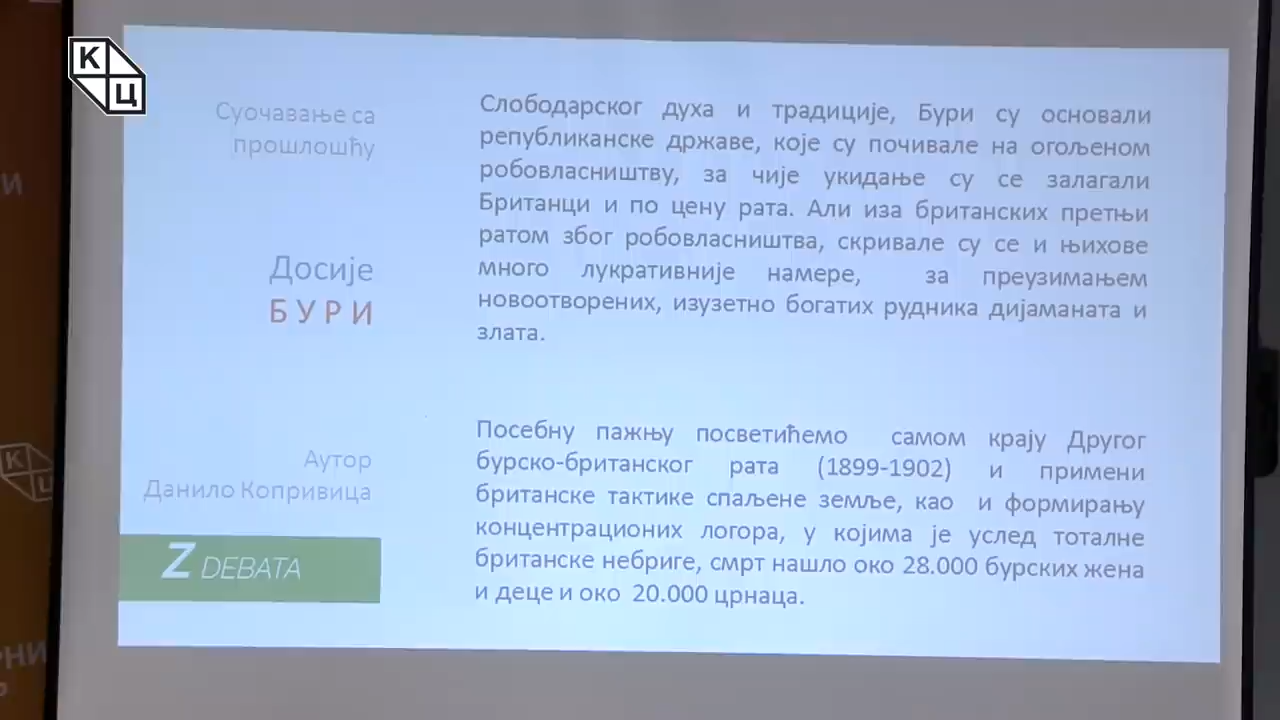 К
Ц
Суочавање са
прошлошћу
Досије
БУРИ
Аутор
Данило Копривица
Z DEBATA
Слободарског духа и традиције, Бури су основали
републиканске државе, које су почивале на огољеном
робовласништву, за чије укидање су се залагали
Британци и по цену рата. Али иза британских претњи
ратом због робовласништва, скривале су се и њихове
много лукративније намере, за преузимањем
новоотворених, изузетно богатих рудника дијаманата и
злата.
Посебну пажњу посветићемо самом крају Другог
бурско-британског рата (1899-1902) и примени
британске тактике спаљене земље, као и формирању
концентрационих логора, у којима је услед тоталне
британске небриге, смрт нашло око 28.000 бурских жена
и деце и око 20.000 црнаца.